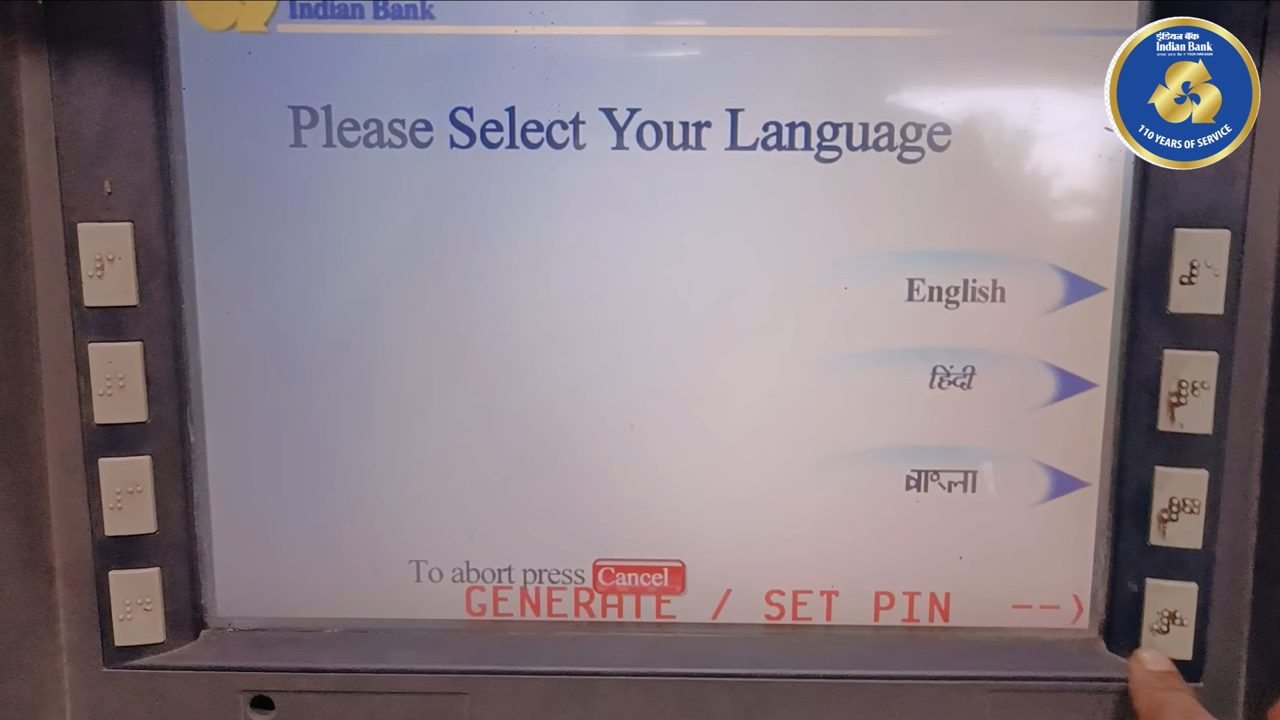 Indian Bank
Please Select Your Language
English
हिंदी
বাংলা
To abort press Cancel
GENERATE / SET PIN --)
इंडियन बैंक
Indian Bank
110 YEARS OF SERVICE